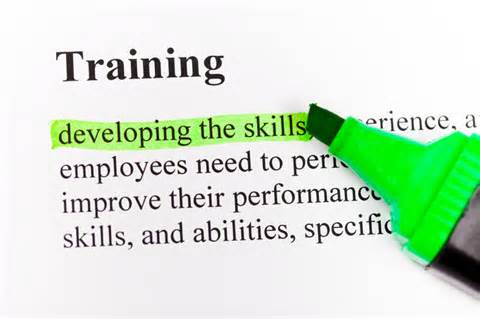 Training
developing the skills
employees need to
improve their performance
skills, and abilities,